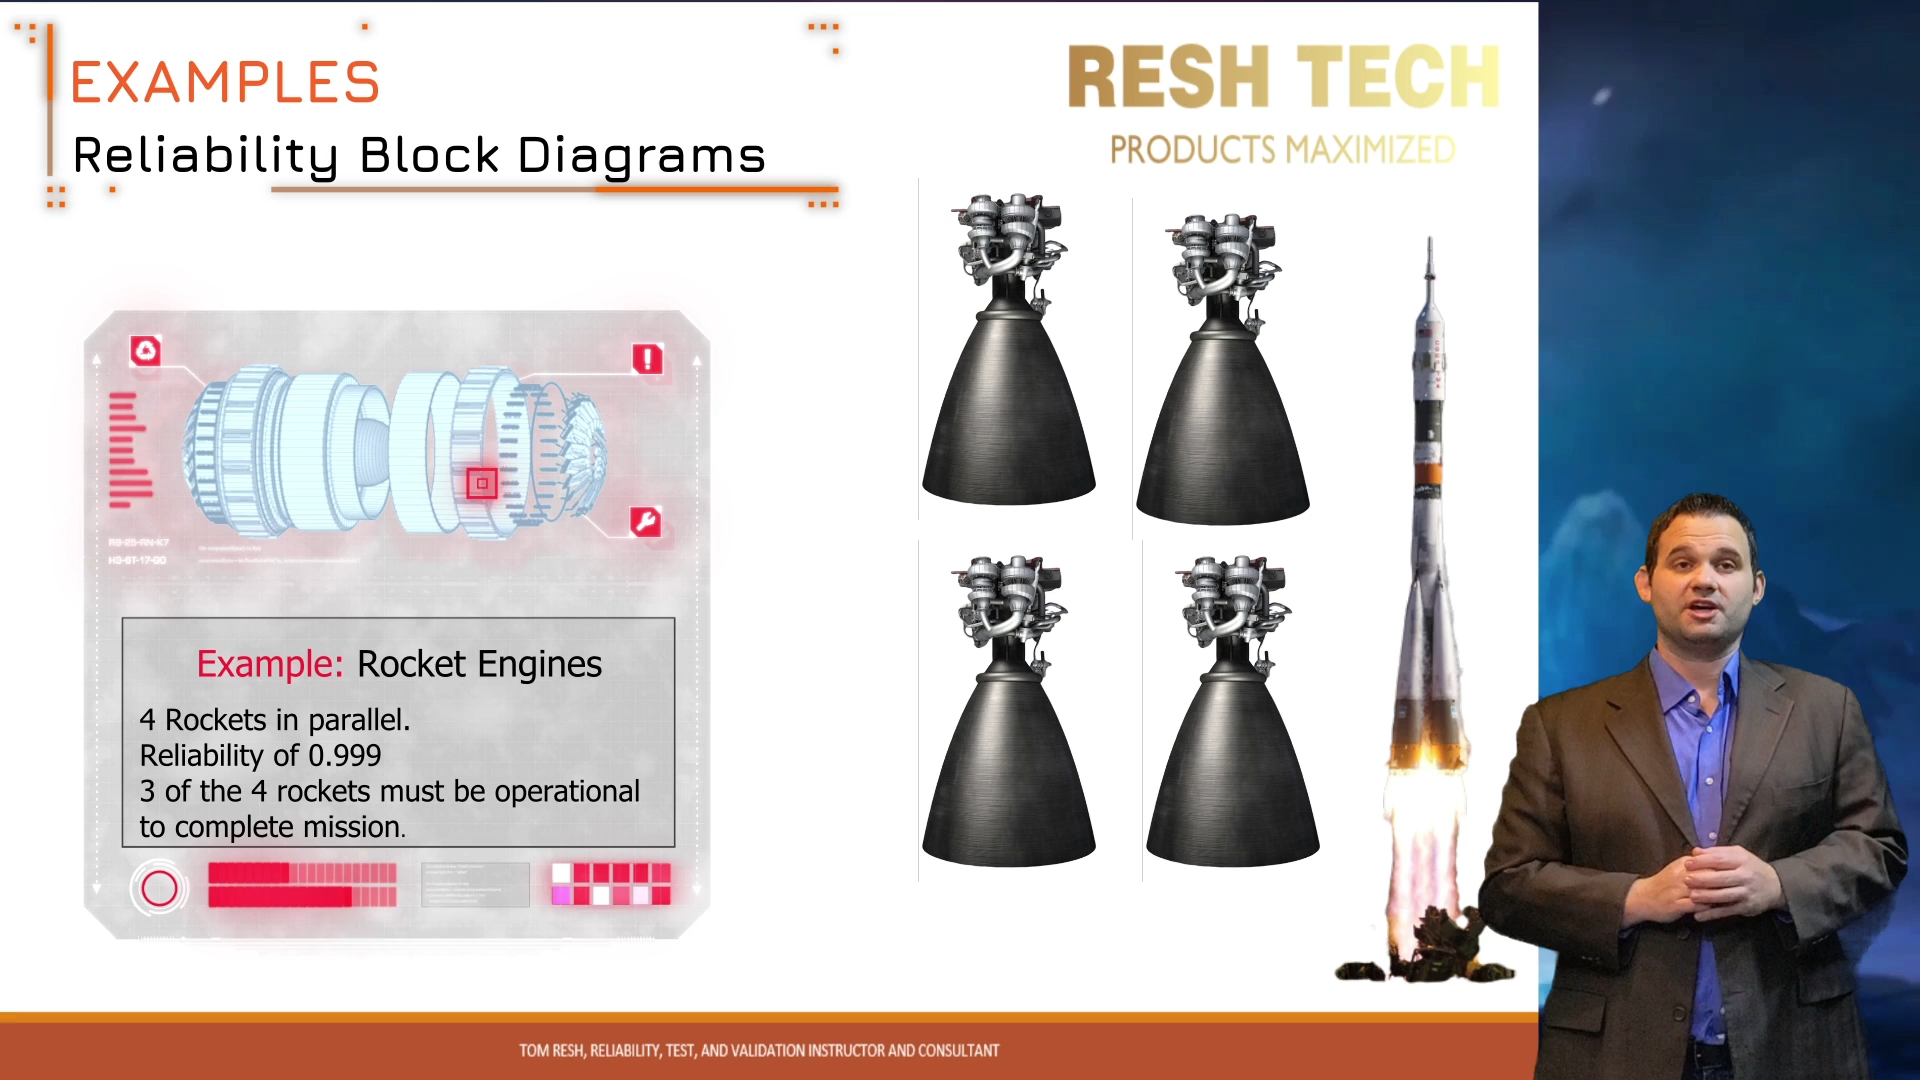 EXAMPLES
Reliability Block Diagrams
RESH TECH
PRODUCTS MAXIMIZED
Example: Rocket Engines
4 Rockets in parallel.
Reliability of 0.999
3 of the 4 rockets must be operational
to complete mission.
TOM RESH, RELIABILITY, TEST, AND VALIDATION INSTRUCTOR AND CONSULTANT